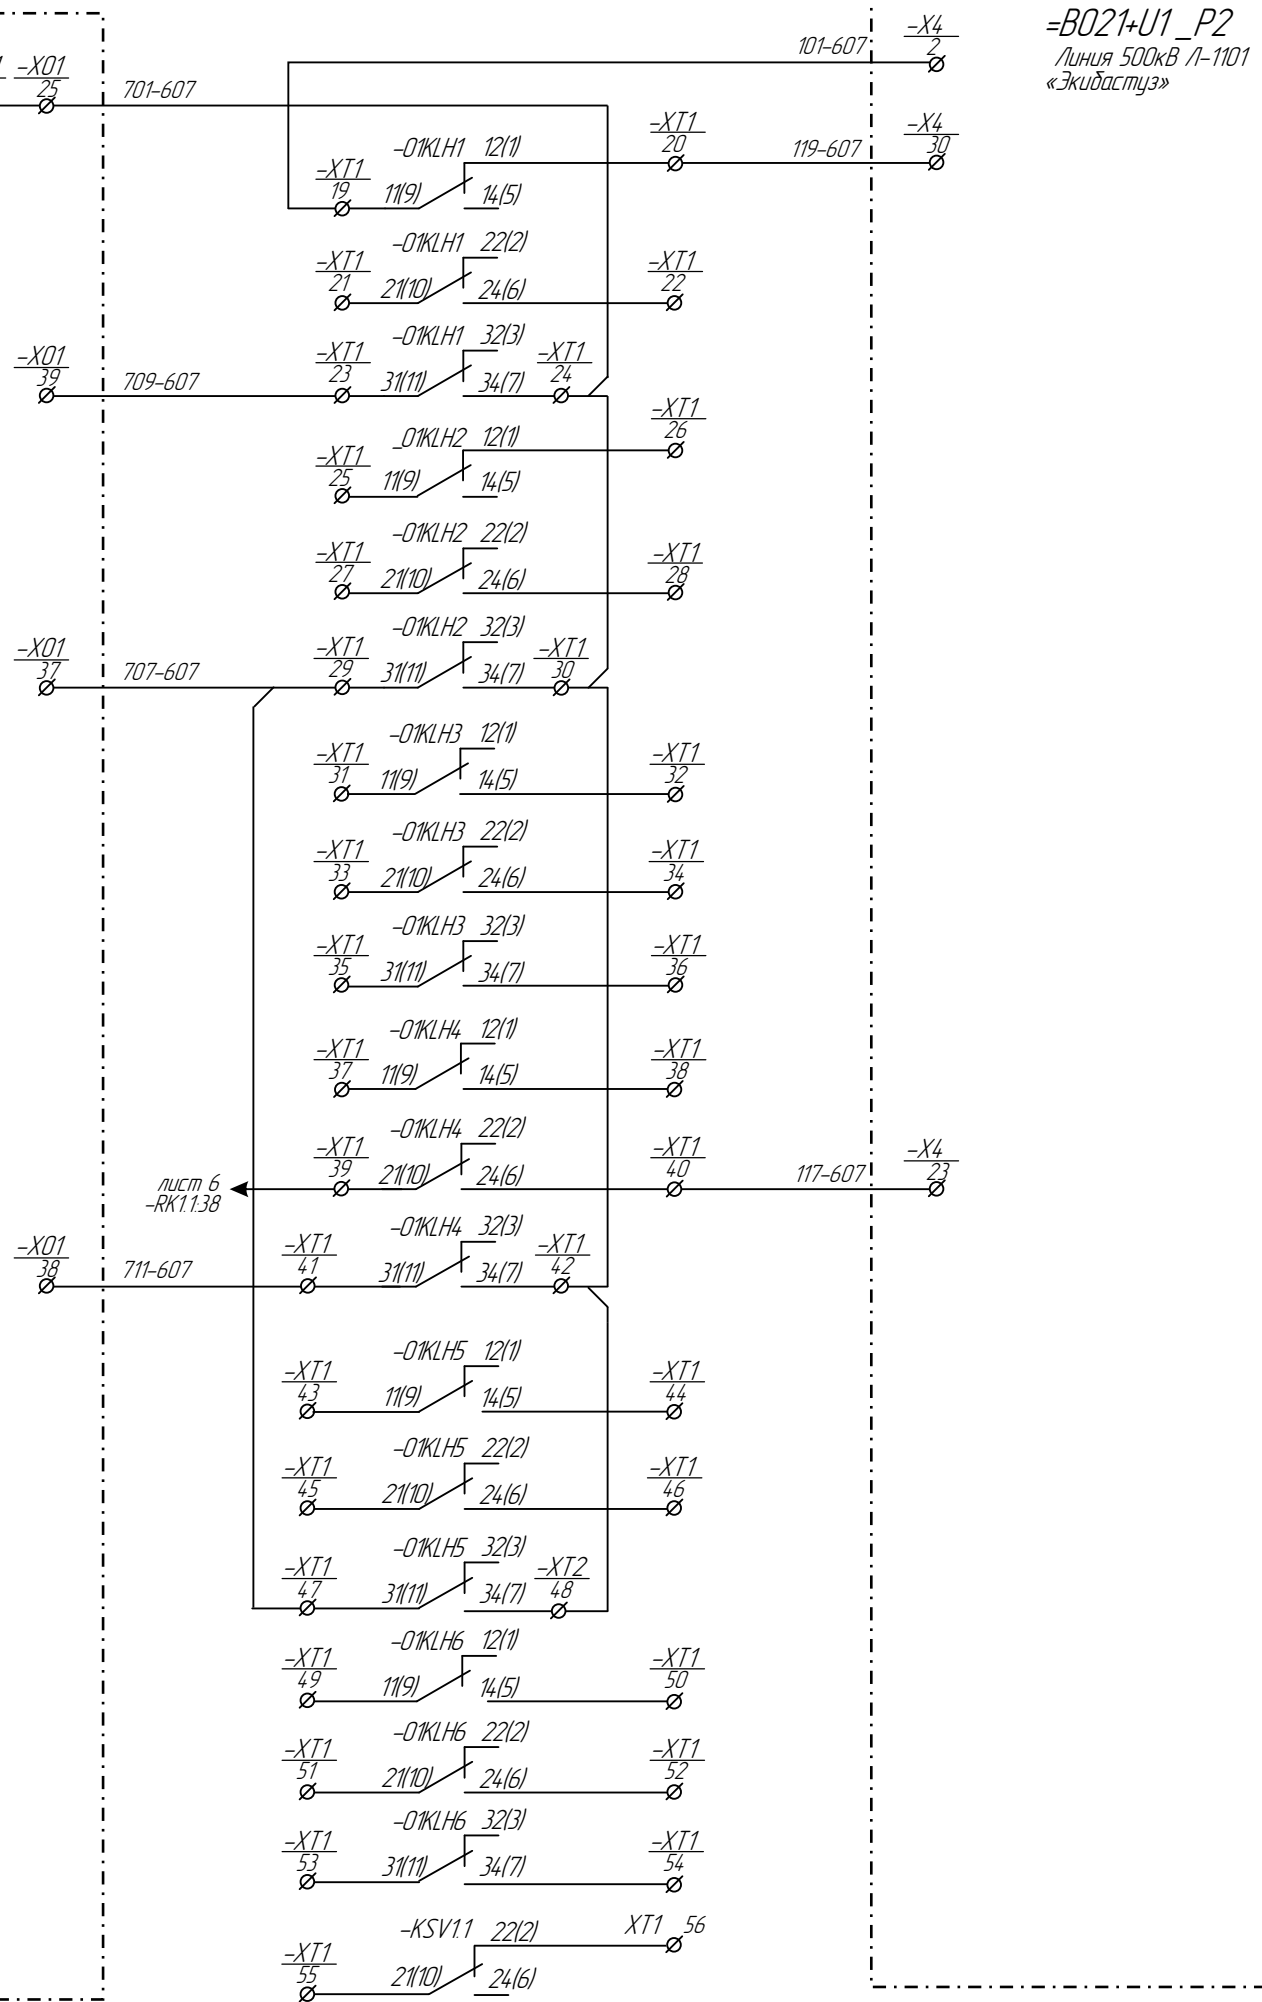 -X4
2
=B021+U1_P2
Линия 500кВ Л-1101
«Экибастуз»
101-607
-X01
25
701-607
-XT1
20
-X4
30
119-607
-01KLH1 12(1)
-XT1
19
11(9)
14(5)
-01KLH1 22(2)
-XT1
21
21(10)
24(6)
-XT1
22
-01KLH1 32(3)
-X01
39
709-607
-XT1
23
31(11)
34(7)
-XT1
24
-XT1
26
_01KLH2 12(1)
-XT1
25
11(9)
14(5)
-01KLH2 22(2)
-XT1
27
21(10)
24(6)
-XT1
28
-01KLH2 32(3)
-X01
37
707-607
-XT1
29
31(11)
34(7)
-XT1
30
-01KLH3 12(1)
-XT1
31
11(9)
14(5)
-XT1
32
-01KLH3 22(2)
-XT1
33
21(10)
24(6)
-XT1
34
-01KLH3 32(3)
-XT1
35
31(11)
34(7)
-XT1
36
-01KLH4 12(1)
-XT1
37
11(9)
14(5)
-XT1
38
-01KLH4 22(2)
лист 6
-RK1.1:38
-XT1
39
21(10)
24(6)
-XT1
40
117-607
-X4
23
-01KLH4 32(3)
-X01
38
711-607
-XT1
41
31(11)
34(7)
-XT1
42
-01KLH5 12(1)
-XT1
43
11(9)
14(5)
-XT1
44
-01KLH5 22(2)
-XT1
45
21(10)
24(6)
-XT1
46
-01KLH5 32(3)
-XT1
47
31(11)
34(7)
-XT2
48
-01KLH6 12(1)
-XT1
49
11(9)
14(5)
-XT1
50
-01KLH6 22(2)
-XT1
51
21(10)
24(6)
-XT1
52
-01KLH6 32(3)
-XT1
53
31(11)
34(7)
-XT1
54
-KSV1.1 22(2)
XT1 56
-XT1
55
21(10)
24(6)